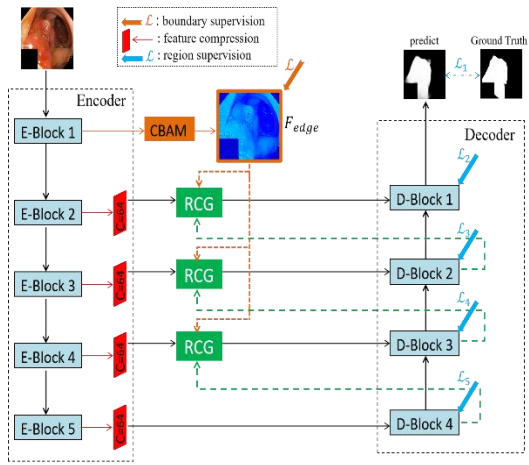 ℒ : boundary supervision
: feature compression
ℒ : region supervision
predict
Ground Truth
ℒ1
Encoder
ℒ
Decoder
E-Block 1
CBAM
F_edge
ℒ2
E-Block 2
C=64
RCG
D-Block 1
ℒ3
E-Block 3
C=64
RCG
D-Block 2
ℒ4
E-Block 4
C=64
RCG
D-Block 3
ℒ5
E-Block 5
C=64
D-Block 4